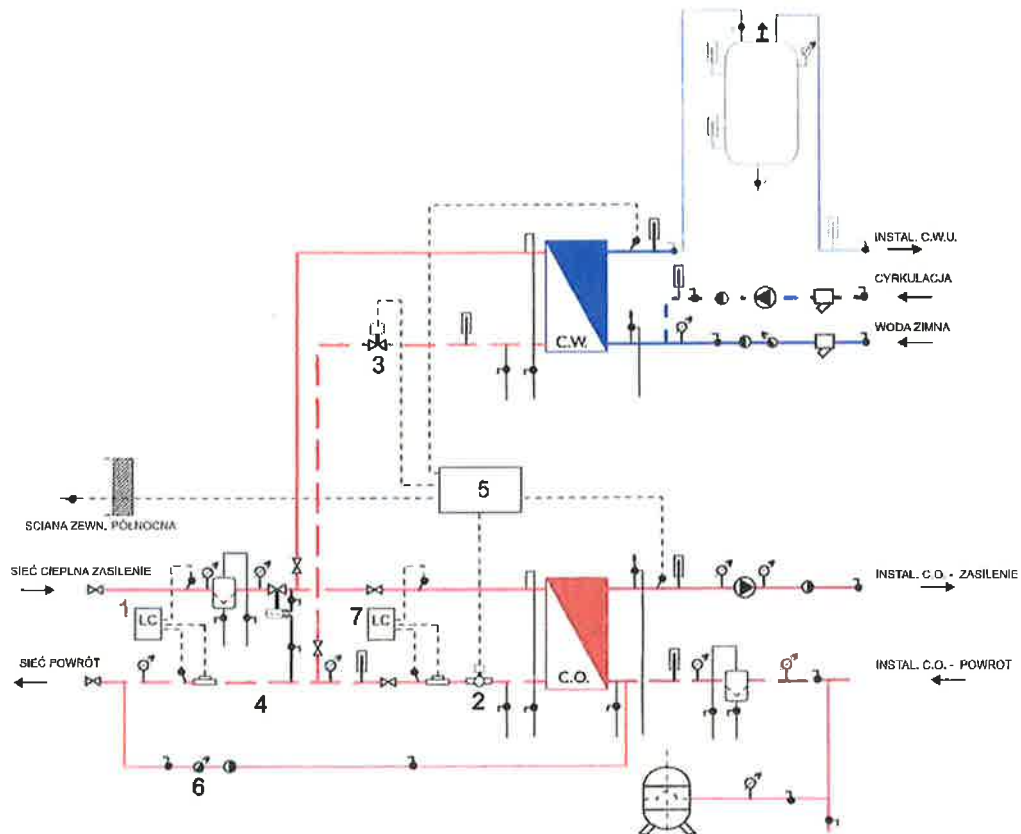 INSTAL. C.W.U.
CYRKULACJA
WODA ZIMNA
C.W.
3
5
SCIANA ZEWN. PÓŁNOCNA
SIEĆ CIEPLNA ZASILENIE
INSTAL. C.O.- ZASILENIE
1
LC
7
LC
SIEĆ POWRÓT
INSTAL. C.O. - POWROT
4
2
C.O.
6